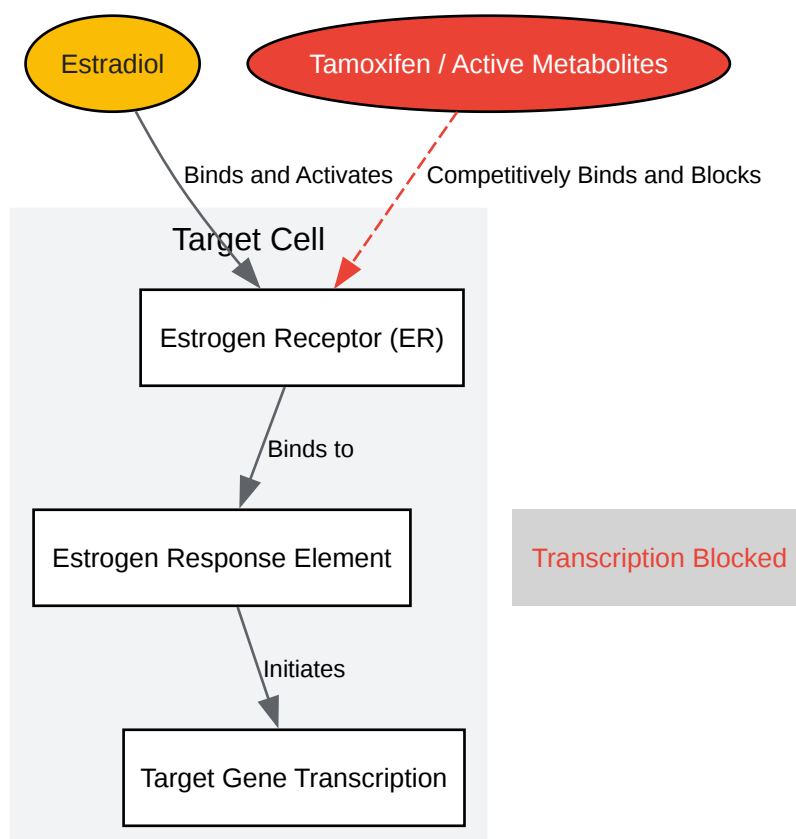 Estradiol
Tamoxifen / Active Metabolites
Binds and Activates
Competitively Binds and Blocks
Target Cell
Estrogen Receptor (ER)
Binds to
Estrogen Response Element
Transcription Blocked
Initiates
Target Gene Transcription